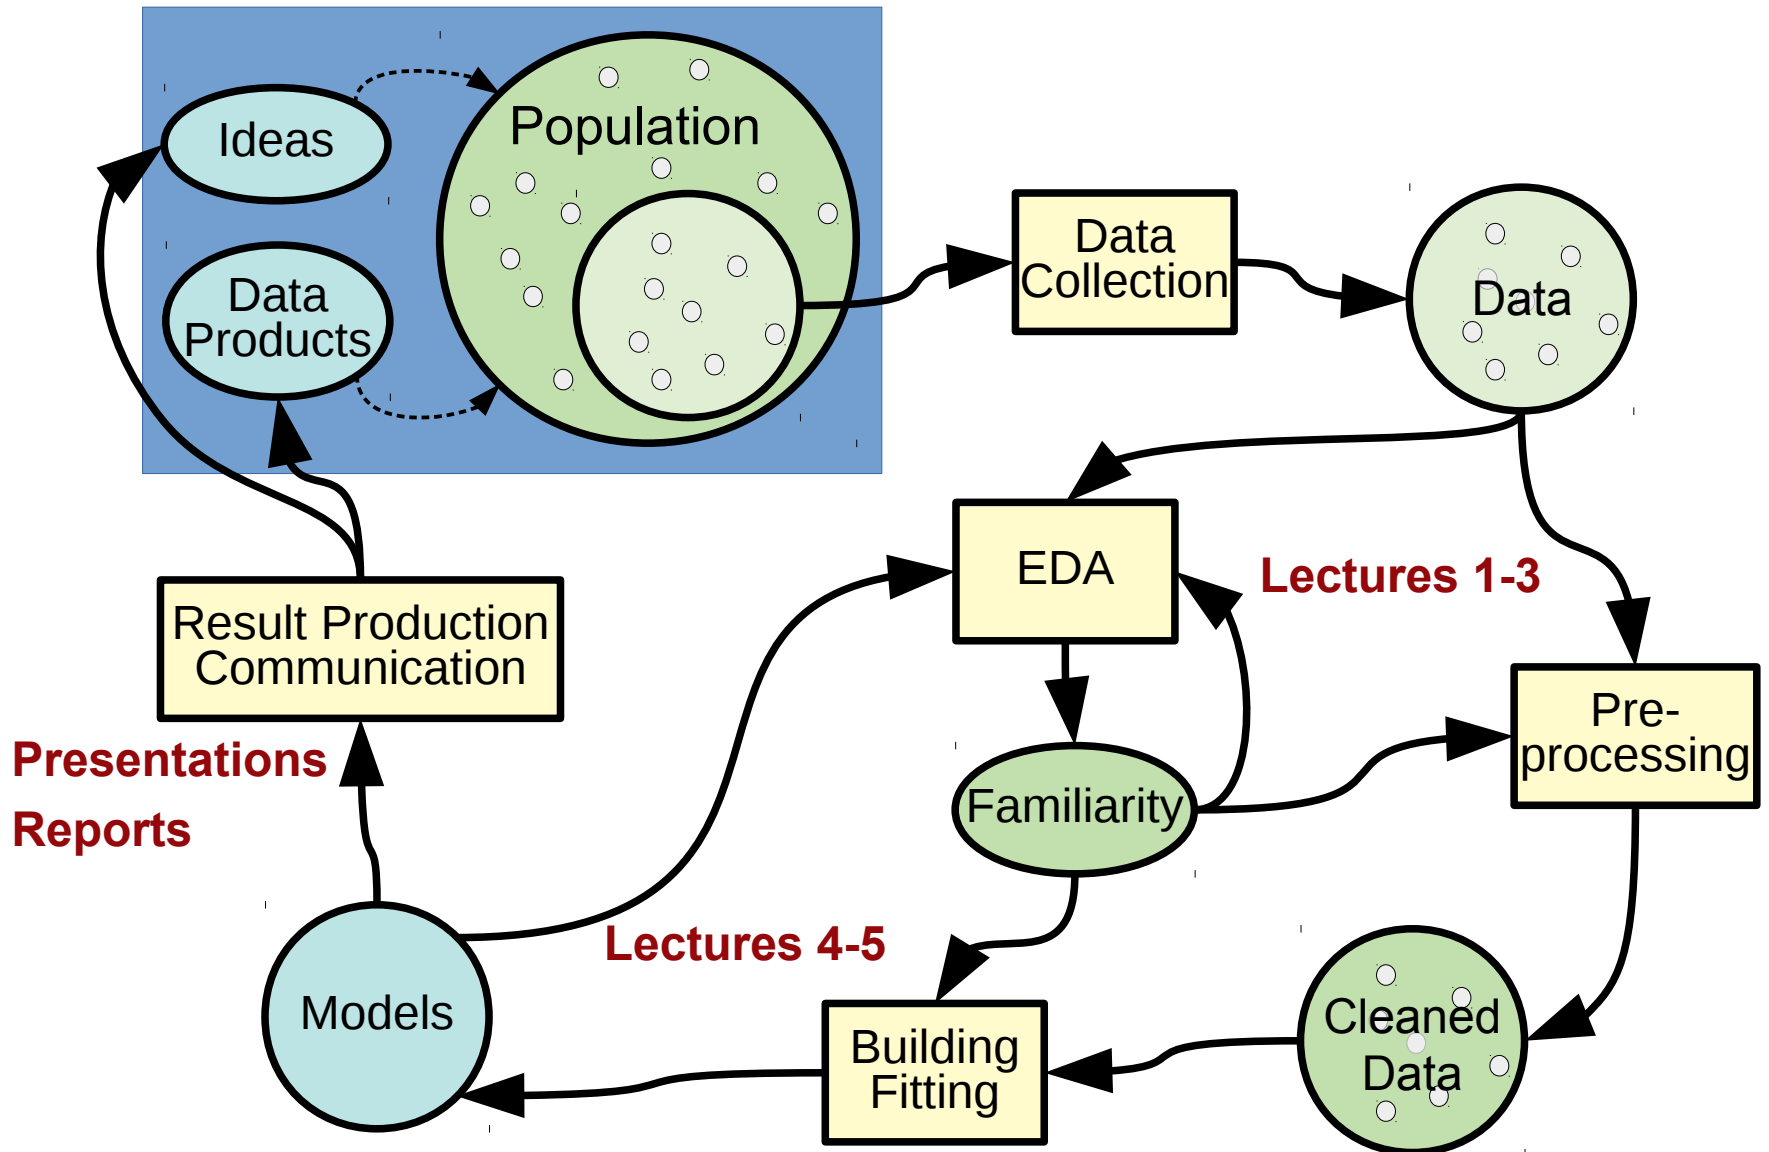 Ideas
Population
Data
Products
Data
Collection
Data
EDA
Lectures 1-3
Result Production
Communication
Pre-
processing
Presentations
Reports
Familiarity
Lectures 4-5
Models
Building
Fitting
Cleaned
Data